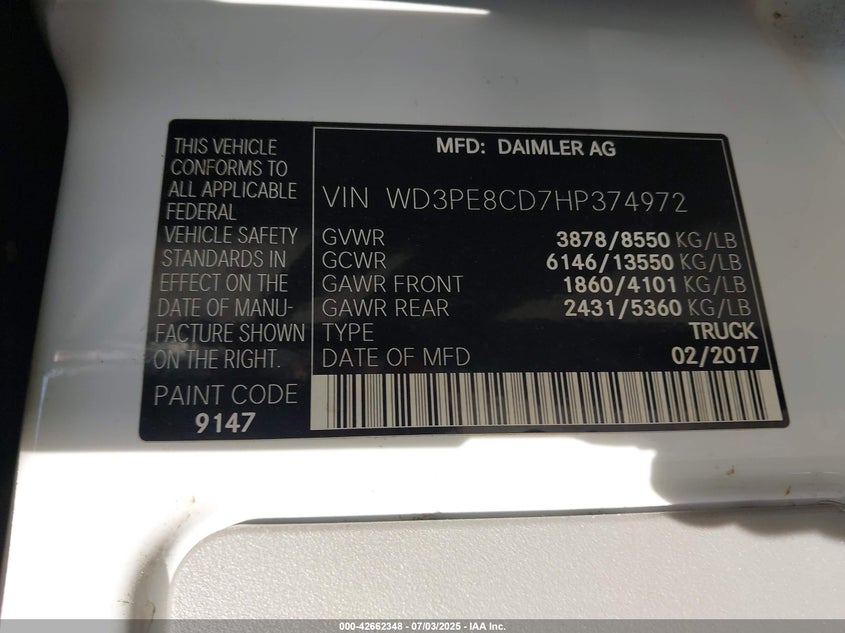 THIS VEHICLE
CONFORMS TO
ALL APPLICABLE
FEDERAL
VEHICLE SAFETY
STANDARDS IN
EFFECT ON THE
DATE OF MANU-
FACTURE SHOWN
ON THE RIGHT.
PAINT CODE
9147
MFD: DAIMLER AG
VIN WD3PE8CD7HP374972
GVWR 3878/8550 KG/LB
GCWR 6146/13550 KG/LB
GAWR FRONT 1860/4101 KG/LB
GAWR REAR 2431/5360 KG/LB
TYPE TRUCK
DATE OF MFD 02/2017
000-42662348 - 07/03/2025 - IAA Inc.